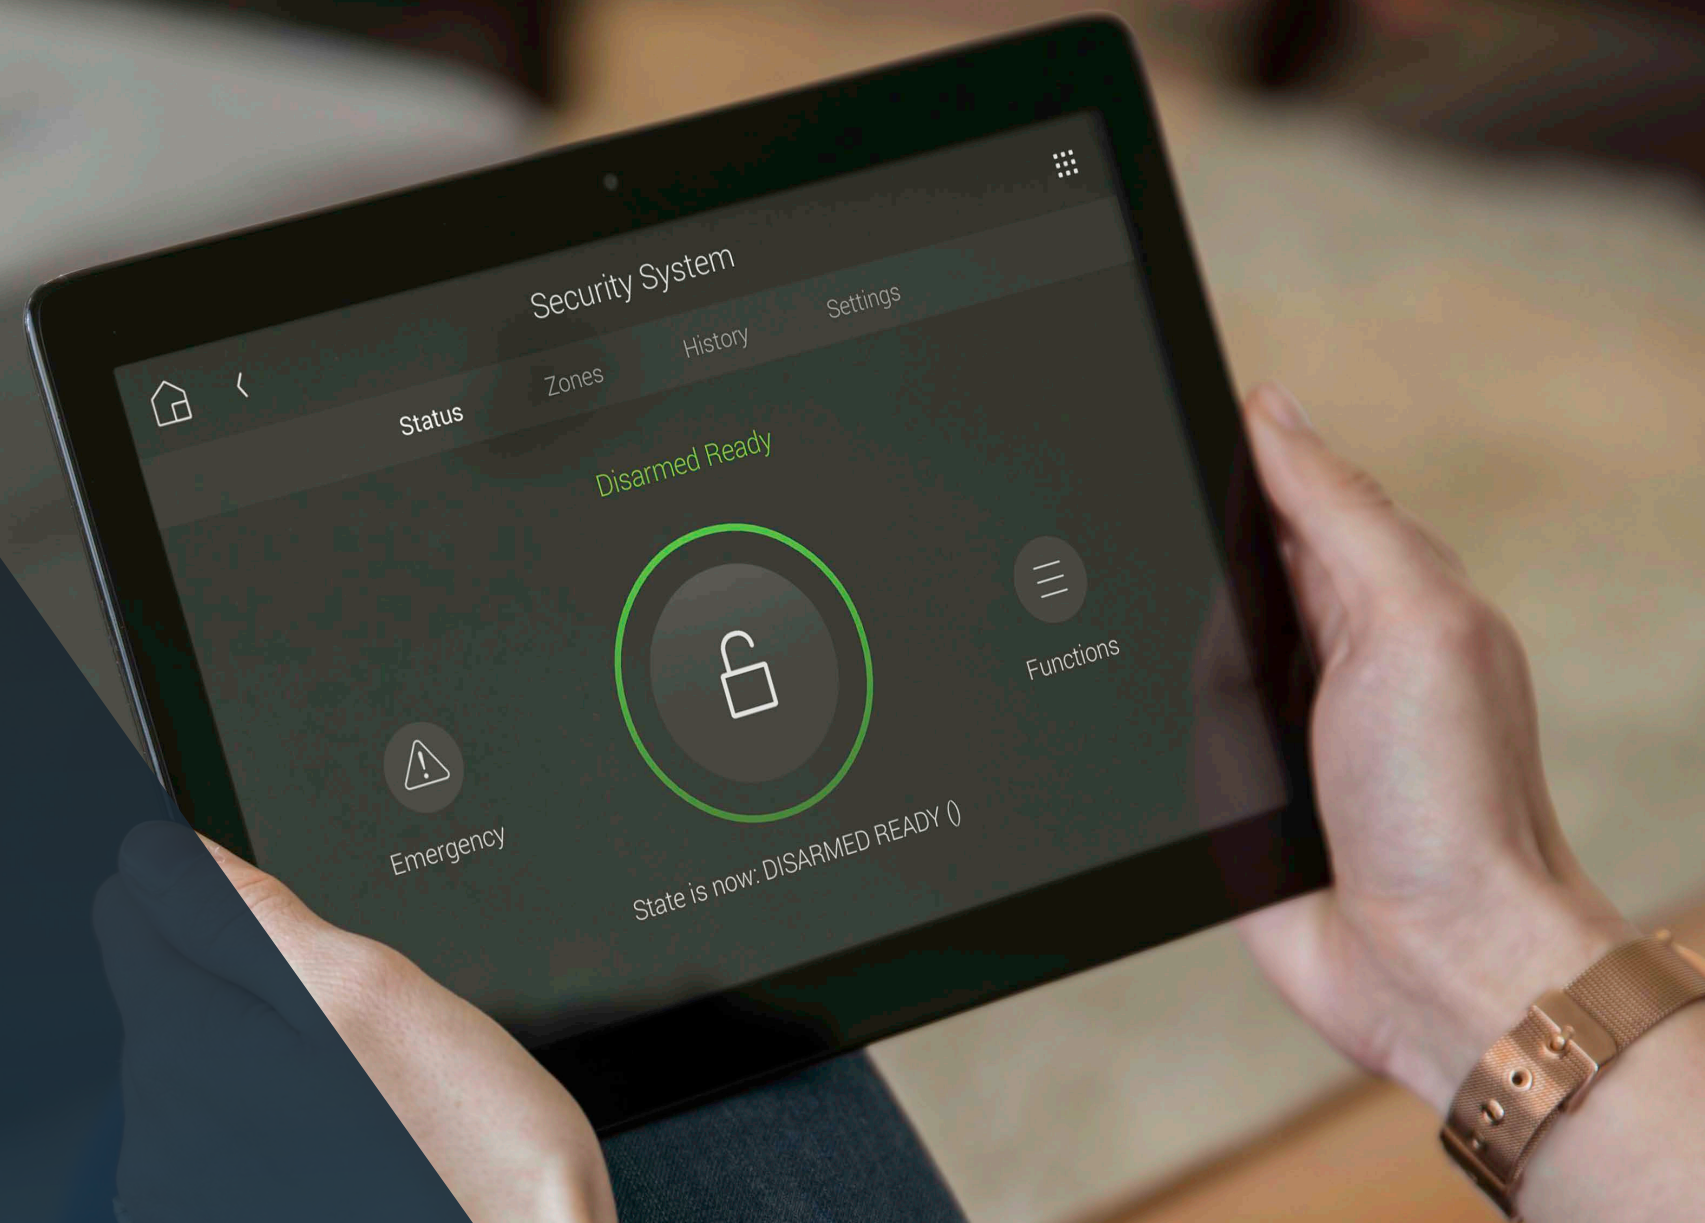 Security System
Status
Zones
History
Settings
Disarmed Ready
Emergency
Functions
State is now: DISARMED READY ()